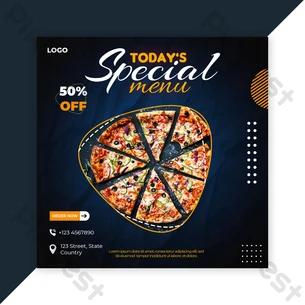 LOGO
TODAY'S
Special
menu
50%
OFF
ORDER NOW
+123 4567890
123 Street, State
Country